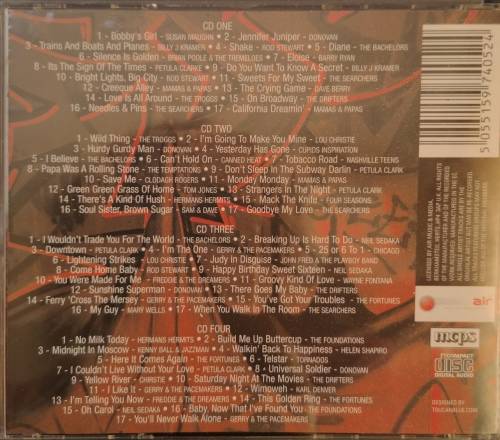 CD ONE
1 - Bobby's Girl - SUSAN MAUGHN • 2 - Jennifer Juniper - DONOVAN
3 - Trains And Boats And Planes - BILLY J KRAMER • 4 - Shake - ROD STEWART • 5 - Diane - THE BACHELORS
6 - Silence Is Golden - BRIAN POOLE & THE TREMILOES • 7 - Eloise - BARRY RYAN
8 - Its The Sign Of The Times - PETULA CLARKE • 9 - Do You Want To Know A Secret - BILLY J KRAMER
10 - Bright Lights, Big City - ROD STEWART • 11 - Sweets For My Sweet - THE SEARCHERS
12 - Creeque Alley - MAMAS & PAPAS • 13 - The Crying Game - DAVE BERRY
14 - Love Is All Around - THE TROGGS • 15 - On Broadway - THE DRIFTERS
16 - Needles & Pins - THE SEARCHERS • 17 - California Dreamin' - MAMAS & PAPAS
CD TWO
1 - Wild Thing - THE TROGGS • 2 - I'm Going To Make You Mine - LOU CHRISTIE
3 - Hurdy Gurdy Man - DONOVAN • 4 - Yesterday Has Gone - CUPIDS INSPIRATION
5 - I Believe - THE BACHELORS • 6 - Can't Hold On - CANNED HEAT • 7 - Tobacco Road - NASHVILLE TEENS
8 - Papa Was A Rolling Stone - THE TEMPTATIONS • 9 - Don't Sleep In The Subway Darlin - PETULA CLARK
10 - Save Me - PETULA CLARK • 11 - Monday Monday - MAMAS & PAPAS
12 - Green Green Grass Of Home - TOM JONES • 13 - Strangers In The Night - PETULA CLARK
14 - There's A Kind Of Hush - HERMANS HERMITS • 15 - Mack The Knife - FOUR SEASONS
16 - Soul Sister, Brown Sugar - SAM & DAVE • 17 - Goodbye My Love - THE SEARCHERS
CD THREE
1 - I Wouldn't Trade You For The World - THE BACHELORS • 2 - Breaking Up Is Hard To Do - NEIL SEDAKA
3 - Downtown - PETULA CLARK • 4 - I'm The One - GERRY & THE PACEMAKERS • 5 - 25 or 6 To 1 - CHICAGO
6 - Lightening Strikes - LOU CHRISTIE • 7 - Judy In Disguise - JOHN FRED & THE PLAYBOY BAND
8 - Come Home Baby - ROD STEWART • 9 - Happy Birthday Sweet Sixteen - NEIL SEDAKA
10 - You Were Made For Me - FREDDIE & THE DREAMERS • 11 - Groovy Kind Of Love - WAYNE FONTANA
12 - Sunshine Superman - DONOVAN • 13 - There Goes My Baby - THE DRIFTERS
14 - Ferry 'Cross The Mersey - GERRY & THE PACEMAKERS • 15 - You've Got Your Troubles - THE FORTUNES
16 - My Guy - MARY WELLS • 17 - When You Walk In The Room - THE SEARCHERS
CD FOUR
1 - No Milk Today - HERMANS HERMITS • 2 - Build Me Up Buttercup - THE FOUNDATIONS
3 - Midnight In Moscow - KENNY BALL & JAZZMAN • 4 - Walkin' Back To Happiness - HELEN SHAPIRO
5 - Here It Comes Again - THE FORTUNES • 6 - Telstar - TORNADOS
7 - I Couldn't Live Without Your Love - PETULA CLARK • 8 - Universal Soldier - DONOVAN
9 - Yellow River - CHRISTIE • 10 - Saturday Night At The Movies - THE DRIFTERS
11 - I Like It - GERRY & THE PACEMAKERS • 12 - Wimoweh - KARL DENVER
13 - I'm Telling You Now - FREDDIE & DREAMERS • 14 - This Golden Ring - THE FORTUNES
15 - Oh Carol - NEIL SEDAKA • 16 - Baby, Now That I've Found You - THE FOUNDATIONS
17 - You'll Never Walk Alone - GERRY & THE PACEMAKERS
5 055159 740524
air
mcps
COMPACT
disc
DIGITAL AUDIO
DESIGNED BY
TOUCANBLUE.COM